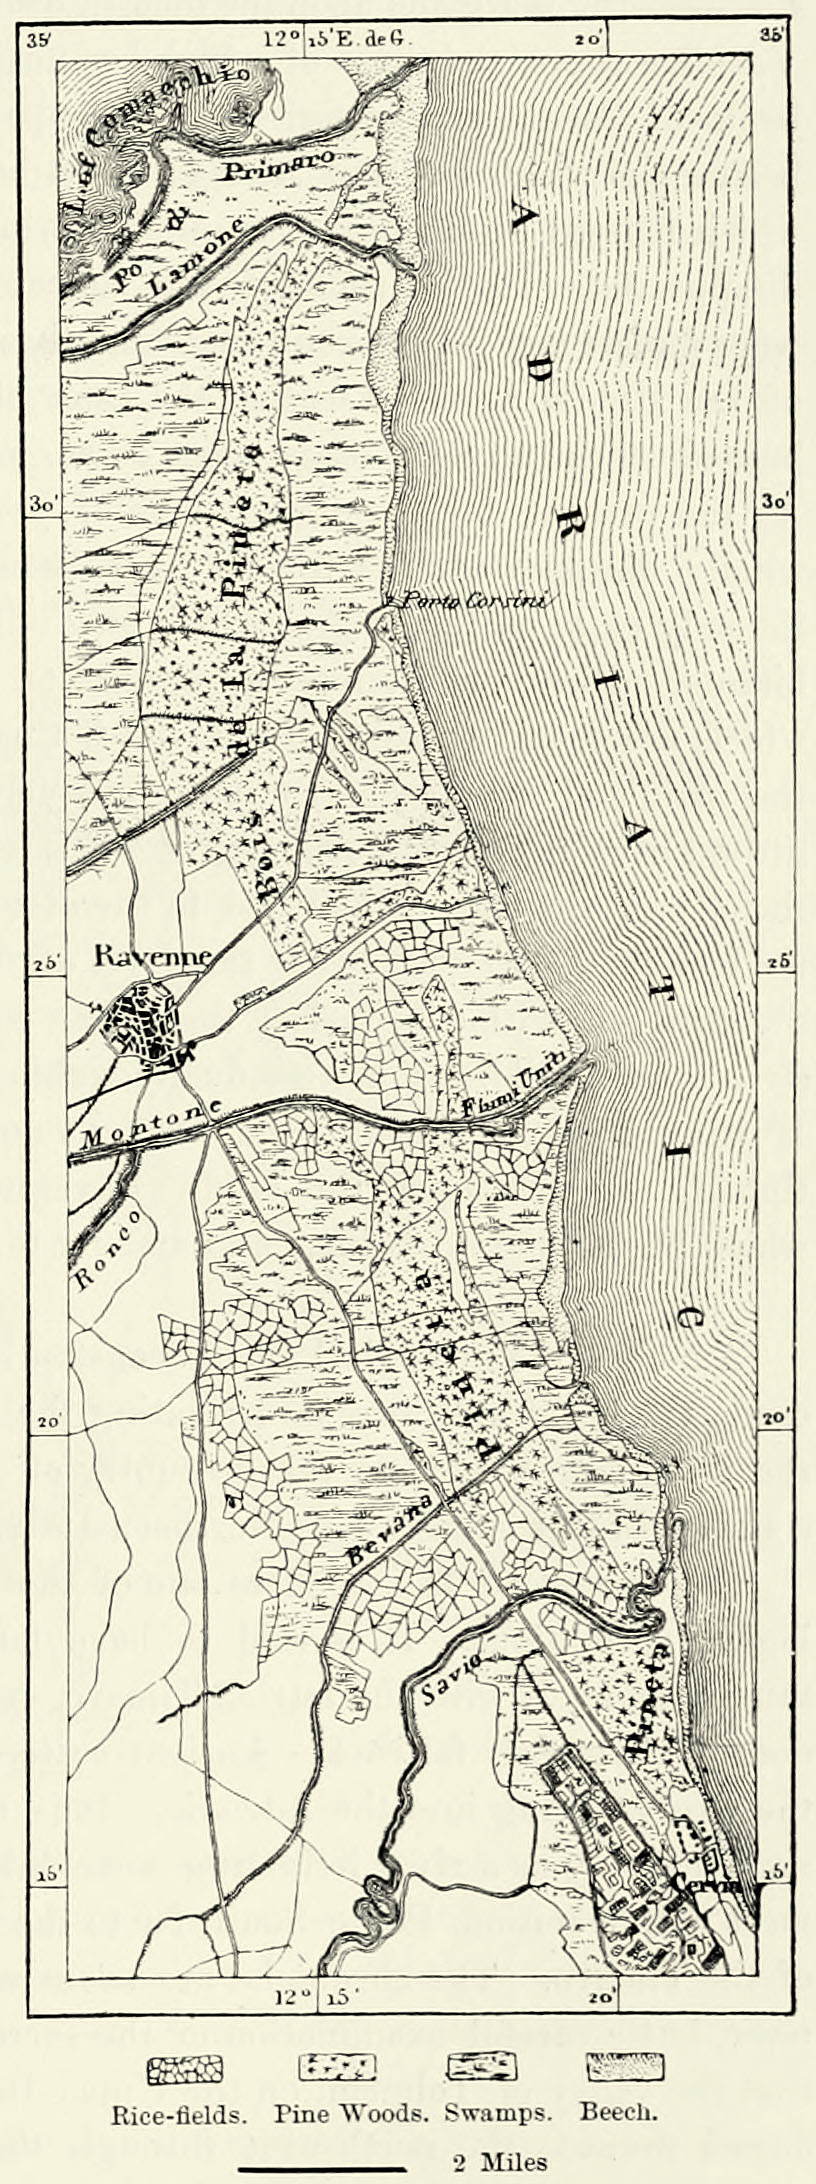 35'
12° 15' E. de G.
20'
35'
L. of Comacchio
Po di Primaro
Lamone
A D R I A T I C
30'
30'
Porto Corsini
Bois de La Pineta
25'
Ravenne
25'
Montone
Fiumi Uniti
Ronco
Pineta
20'
20'
Bevana
Savio
Pineta
15'
Cervia
15'
12° 15'
20'
Rice-fields. Pine Woods. Swamps. Beech.
2 Miles